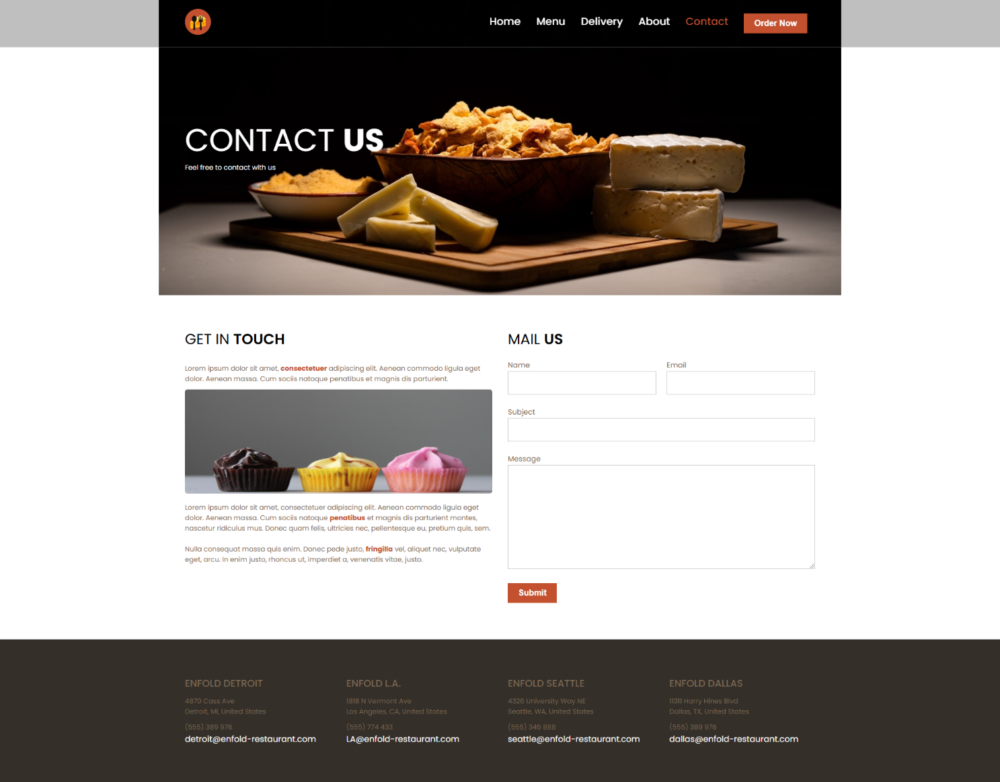 Home Menu Delivery About Contact Order Now
CONTACT US
Feel free to contact with us
GET IN TOUCH
Lorem ipsum dolor sit amet, consectetuer adipiscing elit. Aenean commodo ligula eget
dolor. Aenean massa. Cum sociis natoque penatibus et magnis dis parturient.
Lorem ipsum dolor sit amet, consectetuer adipiscing elit. Aenean commodo ligula eget
dolor. Aenean massa. Cum sociis natoque penatibus et magnis dis parturient montes,
nascetur ridiculus mus. Donec quam felis, ultricies nec, pellentesque eu, pretium quis, sem.
Nulla consequat massa quis enim. Donec pede justo, fringilla vel, aliquet nec, vulputate
eget, arcu. In enim justo, rhoncus ut, imperdiet a, venenatis vitae, justo.
MAIL US
Name Email
Subject
Message
Submit
ENFOLD DETROIT
4870 Cass Ave
Detroit, MI, United States
(555) 389 976
detroit@enfold-restaurant.com
ENFOLD L.A.
1818 N Vermont Ave
Los Angeles, CA, United States
(555) 774 433
LA@enfold-restaurant.com
ENFOLD SEATTLE
4326 University Way NE
Seattle, WA, United States
(555) 345 888
seattle@enfold-restaurant.com
ENFOLD DALLAS
11311 Harry Hines Blvd
Dallas, TX, United States
(555) 389 976
dallas@enfold-restaurant.com